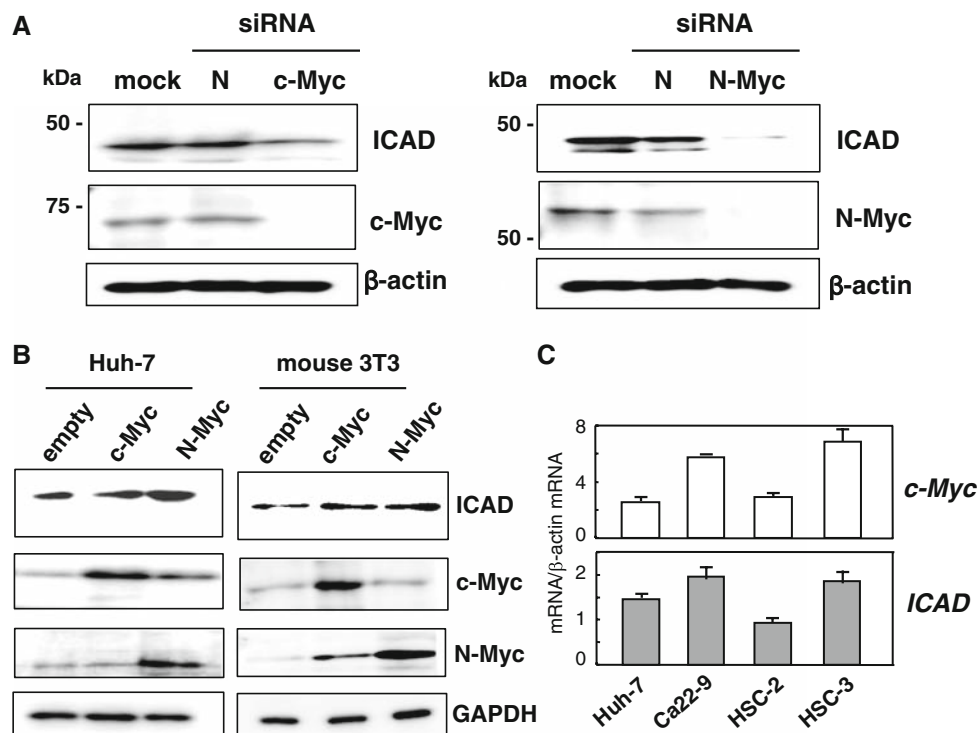 A
siRNA
siRNA
kDa
mock
N
c-Myc
kDa
mock
N
N-Myc
50 -
ICAD
50 -
ICAD
75 -
c-Myc
50 -
N-Myc
β-actin
β-actin
B
Huh-7
mouse 3T3
empty
c-Myc
N-Myc
empty
c-Myc
N-Myc
ICAD
c-Myc
N-Myc
GAPDH
C
mRNA/β-actin mRNA
8
4
0
c-Myc
2
1
0
ICAD
Huh-7
Ca22-9
HSC-2
HSC-3